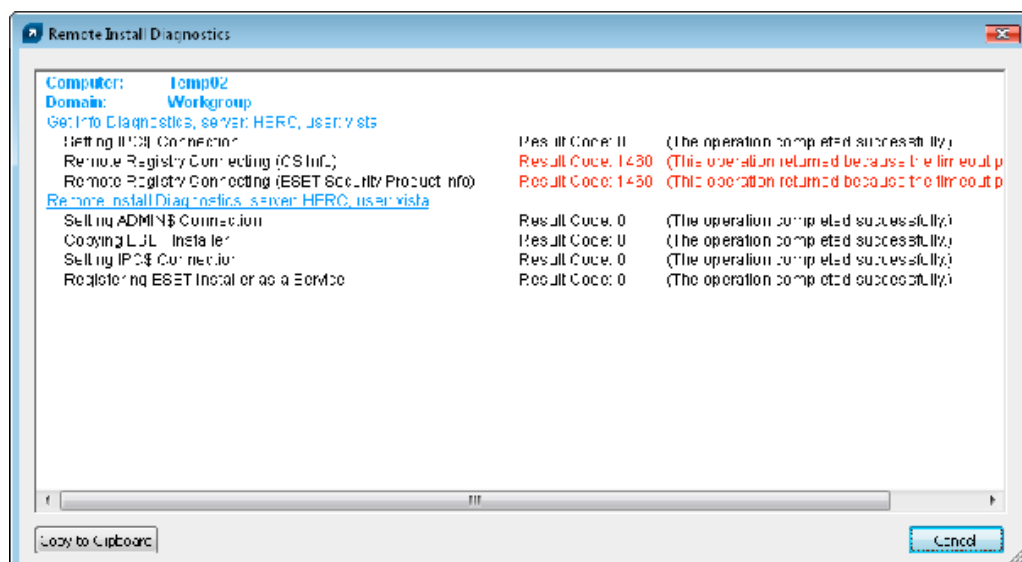 Remote Install Diagnostics
Computer: Temp02
Domain: Workgroup
Get Info Diagnostics, server: HERC, user: vista
Setting IPC$ Connection Result Code: 0 (The operation completed successfully.)
Remote Registry Connecting (OS Info) Result Code: 1460 (This operation returned because the timeout p
Remote Registry Connecting (ESET Security Product Info) Result Code: 1460 (This operation returned because the timeout p
Remote Install Diagnostics, server: HERC, user: vista
Setting ADMIN$ Connection Result Code: 0 (The operation completed successfully.)
Copying ESET Installer Result Code: 0 (The operation completed successfully.)
Setting IPC$ Connection Result Code: 0 (The operation completed successfully.)
Registering ESET Installer as a Service Result Code: 0 (The operation completed successfully.)
Copy to Clipboard Cancel